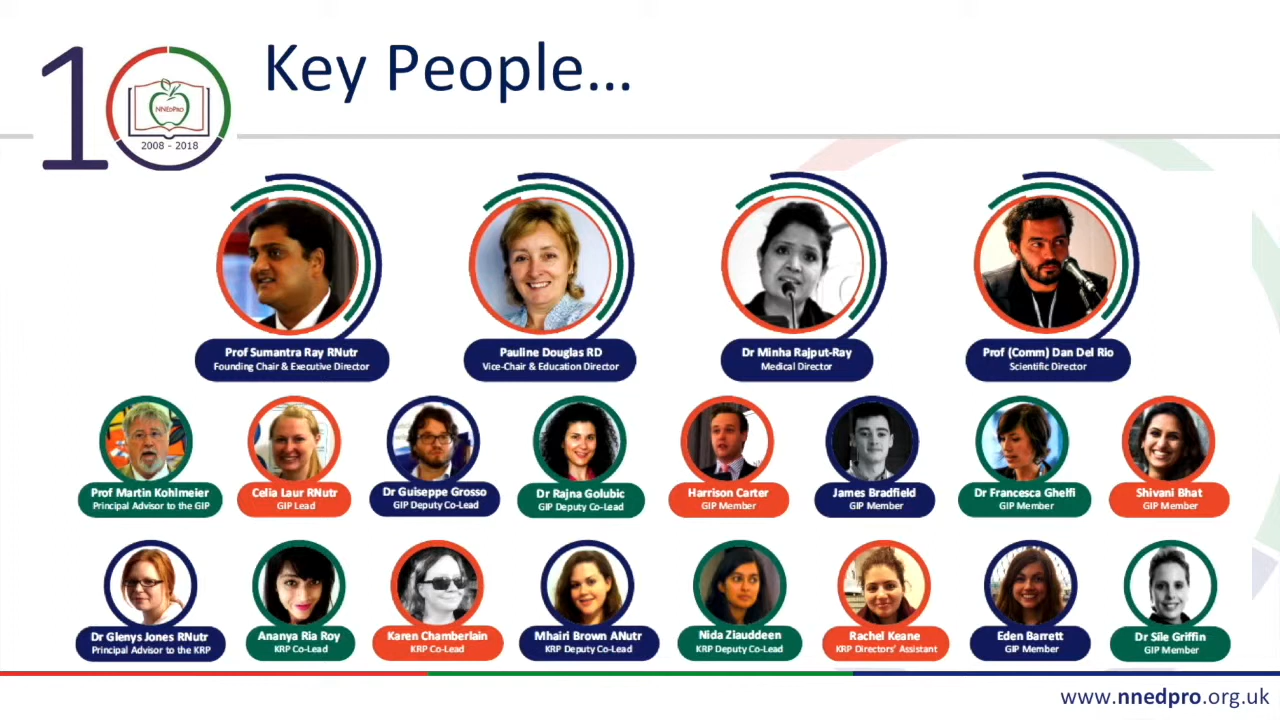 10
NNEdPro
2008 - 2018
Key People...
Prof Sumantra Ray RNutr
Founding Chair & Executive Director
Pauline Douglas RD
Vice-Chair & Education Director
Dr Minha Rajput-Ray
Medical Director
Prof (Comm) Dan Del Rio
Scientific Director
Prof Martin Kohlmeier
Principal Advisor to the GIP
Celia Laur RNutr
GIP Lead
Dr Guiseppe Grosso
GIP Deputy Co-Lead
Dr Rajna Golubic
GIP Deputy Co-Lead
Harrison Carter
GIP Member
James Bradfield
GIP Member
Dr Francesca Ghelfi
GIP Member
Shivani Bhat
GIP Member
Dr Glenys Jones RNutr
Principal Advisor to the KRP
Ananya Ria Roy
KRP Co-Lead
Karen Chamberlain
KRP Co-Lead
Mhairi Brown ANutr
KRP Deputy Co-Lead
Nida Ziauddeen
KRP Deputy Co-Lead
Rachel Keane
KRP Directors' Assistant
Eden Barrett
GIP Member
Dr Síle Griffin
GIP Member
www.nnedpro.org.uk